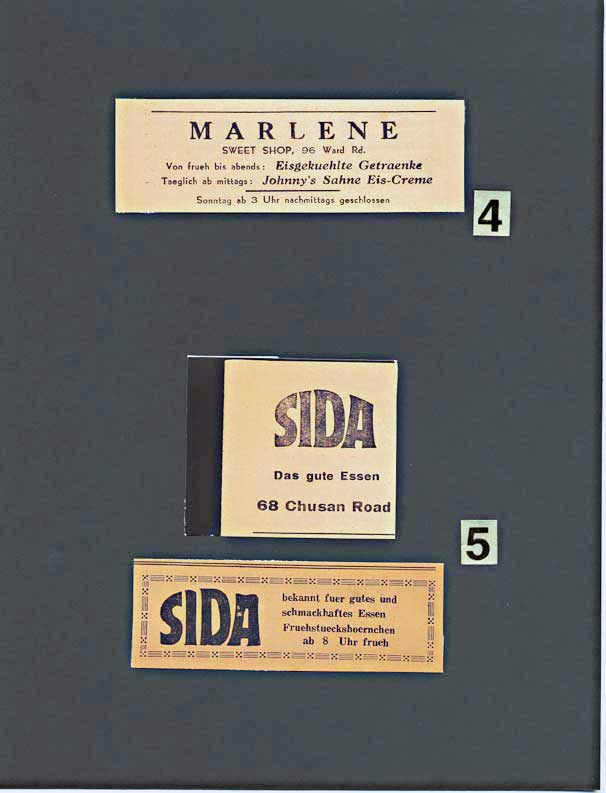 MARLENE
SWEET SHOP, 96 Ward Rd.
Von frueh bis abends: Eisgekuehlte Getraenke
Taeglich ab mittags: Johnny's Sahne Eis-Creme
Sonntag ab 3 Uhr nachmittags geschlossen
4
SIDA
Das gute Essen
68 Chusan Road
5
SIDA
bekannt fuer gutes und
schmackhaftes Essen
Fruehstueckshoernchen
ab 8 Uhr frueh